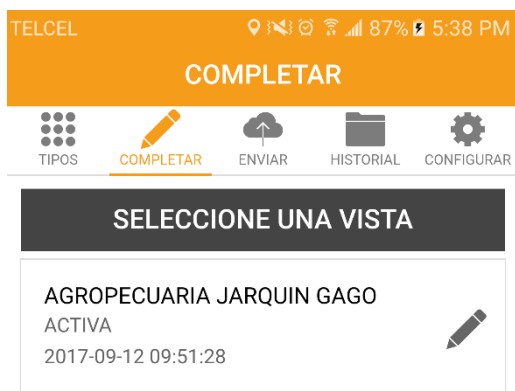 TELCEL 87% 5:38 PM
COMPLETAR
TIPOS COMPLETAR ENVIAR HISTORIAL CONFIGURAR
SELECCIONE UNA VISTA
AGROPECUARIA JARQUIN GAGO
ACTIVA
2017-09-12 09:51:28